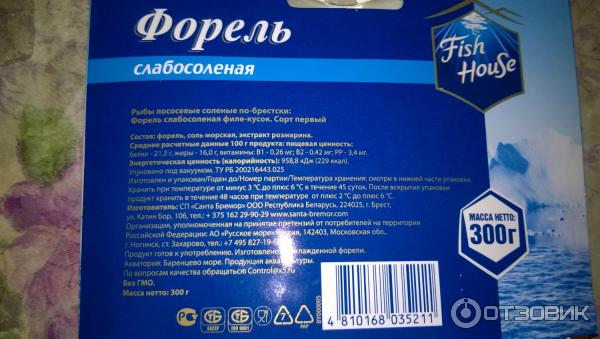 Форель
слабосоленая
Fish
House
Рыбы лососевые соленые по-брестски:
Форель слабосоленая филе-кусок. Сорт первый
Состав: форель, соль морская, экстракт розмарина.
Средние расчетные данные 100 г продукта: пищевая ценность:
белки - 21,3 г, жиры - 16,0 г, витамины: В1 - 0,26 мг; В2 - 0,42 мг; РР - 3,4 мг.
Энергетическая ценность (калорийность): 958,8 кДж (229 ккал).
Упаковано под вакуумом. ТУ РБ 200216443.025
Изготовлен и упакован/Годен до/Номер партии/Температура хранения: смотри в нижней части упаковки.
Хранить при температуре от минус 3 °С до плюс 6 °С в течение 45 суток. После вскрытия упаковки
продукт хранить в течение 48 часов при температуре от плюс 2 °С до плюс 6 °С.
Изготовитель: СП «Санта Бремор» ООО Республика Беларусь, 224025, г. Брест,
ул. Катин Бор, 106, тел.: + 375 162 29-90-29 www.santa-bremor.com
Организация, уполномоченная на принятие претензий от потребителей на территории
Российской Федерации: АО «Русское море», 142403, Московская обл.,
г. Ногинск, ст. Захарово, тел.: +7 495 827-19-
Продукт готов к употреблению. Изготовлено из охлажденной форели.
Акватория: Баренцево море. Продукция аквакультуры.
По вопросам качества обращаться Control@x5.ru
Без ГМО.
Масса нетто: 300 г
МАССА НЕТТО:
300г
7
PAP
BY000005
4 810168 035211
ОТЗОВИК